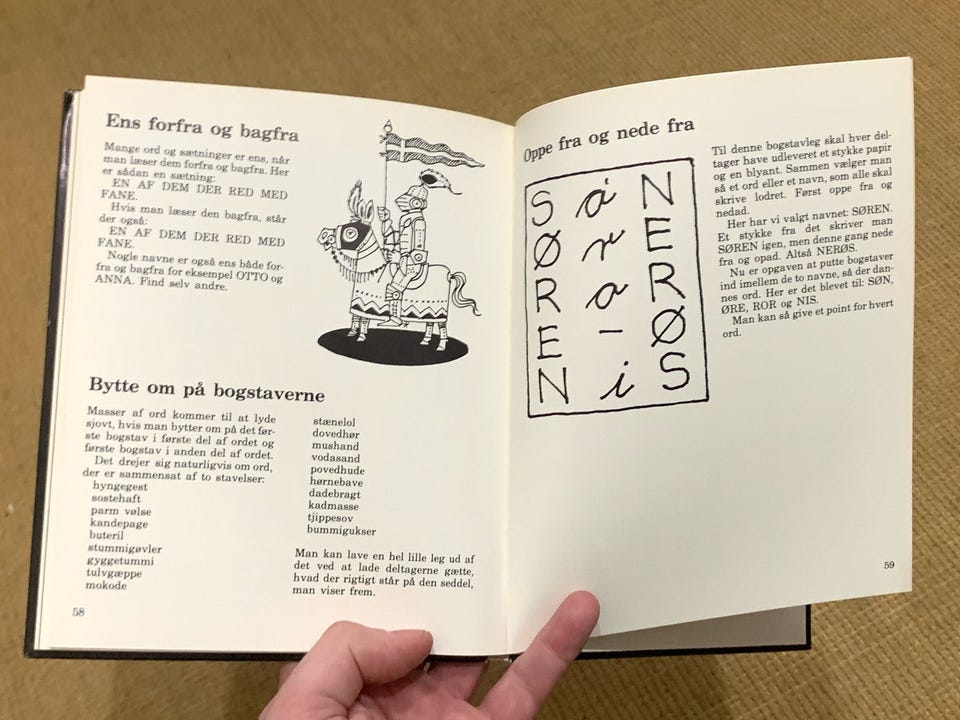 Ens forfra og bagfra
Mange ord og sætninger er ens, når
man læser dem forfra og bagfra. Her
er sådan en sætning:
EN AF DEM DER RED MED
FANE.
Hvis man læser den bagfra, står
der også:
EN AF DEM DER RED MED
FANE.
Nogle navne er også ens både for-
fra og bagfra for eksempel OTTO og
ANNA. Find selv andre.
Bytte om på bogstaverne
Masser af ord kommer til at lyde
sjovt, hvis man bytter om på det før-
ste bogstav i første del af ordet og
første bogstav i anden del af ordet.
Det drejer sig naturligvis om ord,
der er sammensat af to stavelser:
hyngegest
sostehaft
parm vølse
kandepage
buteril
stummigøvler
gyggetummi
tulvgæppe
mokode
stænelol
dovedhør
mushand
vodasand
povedhude
hørnebave
dadebragt
kadmasse
tjippesov
bummigukser
Man kan lave en hel lille leg ud af
det ved at lade deltagerne gætte,
hvad der rigtigt står på den seddel,
man viser frem.
58
Oppe fra og nede fra
S ø N
Ø r E
R o R
E – Ø
N i S
Til denne bogstavleg skal hver del-
tager have udleveret et stykke papir
og en blyant. Sammen vælger man
så et ord eller et navn, som alle skal
skrive lodret. Først oppe fra og
nedad.
Her har vi valgt navnet: SØREN.
Et stykke fra det skriver man
SØREN igen, men denne gang nede
fra og opad. Altså NERØS.
Nu er opgaven at putte bogstaver
ind imellem de to navne, så der dan-
nes ord. Her er det blevet til: SØN,
ØRE, ROR og NIS.
Man kan så give et point for hvert
ord.
59